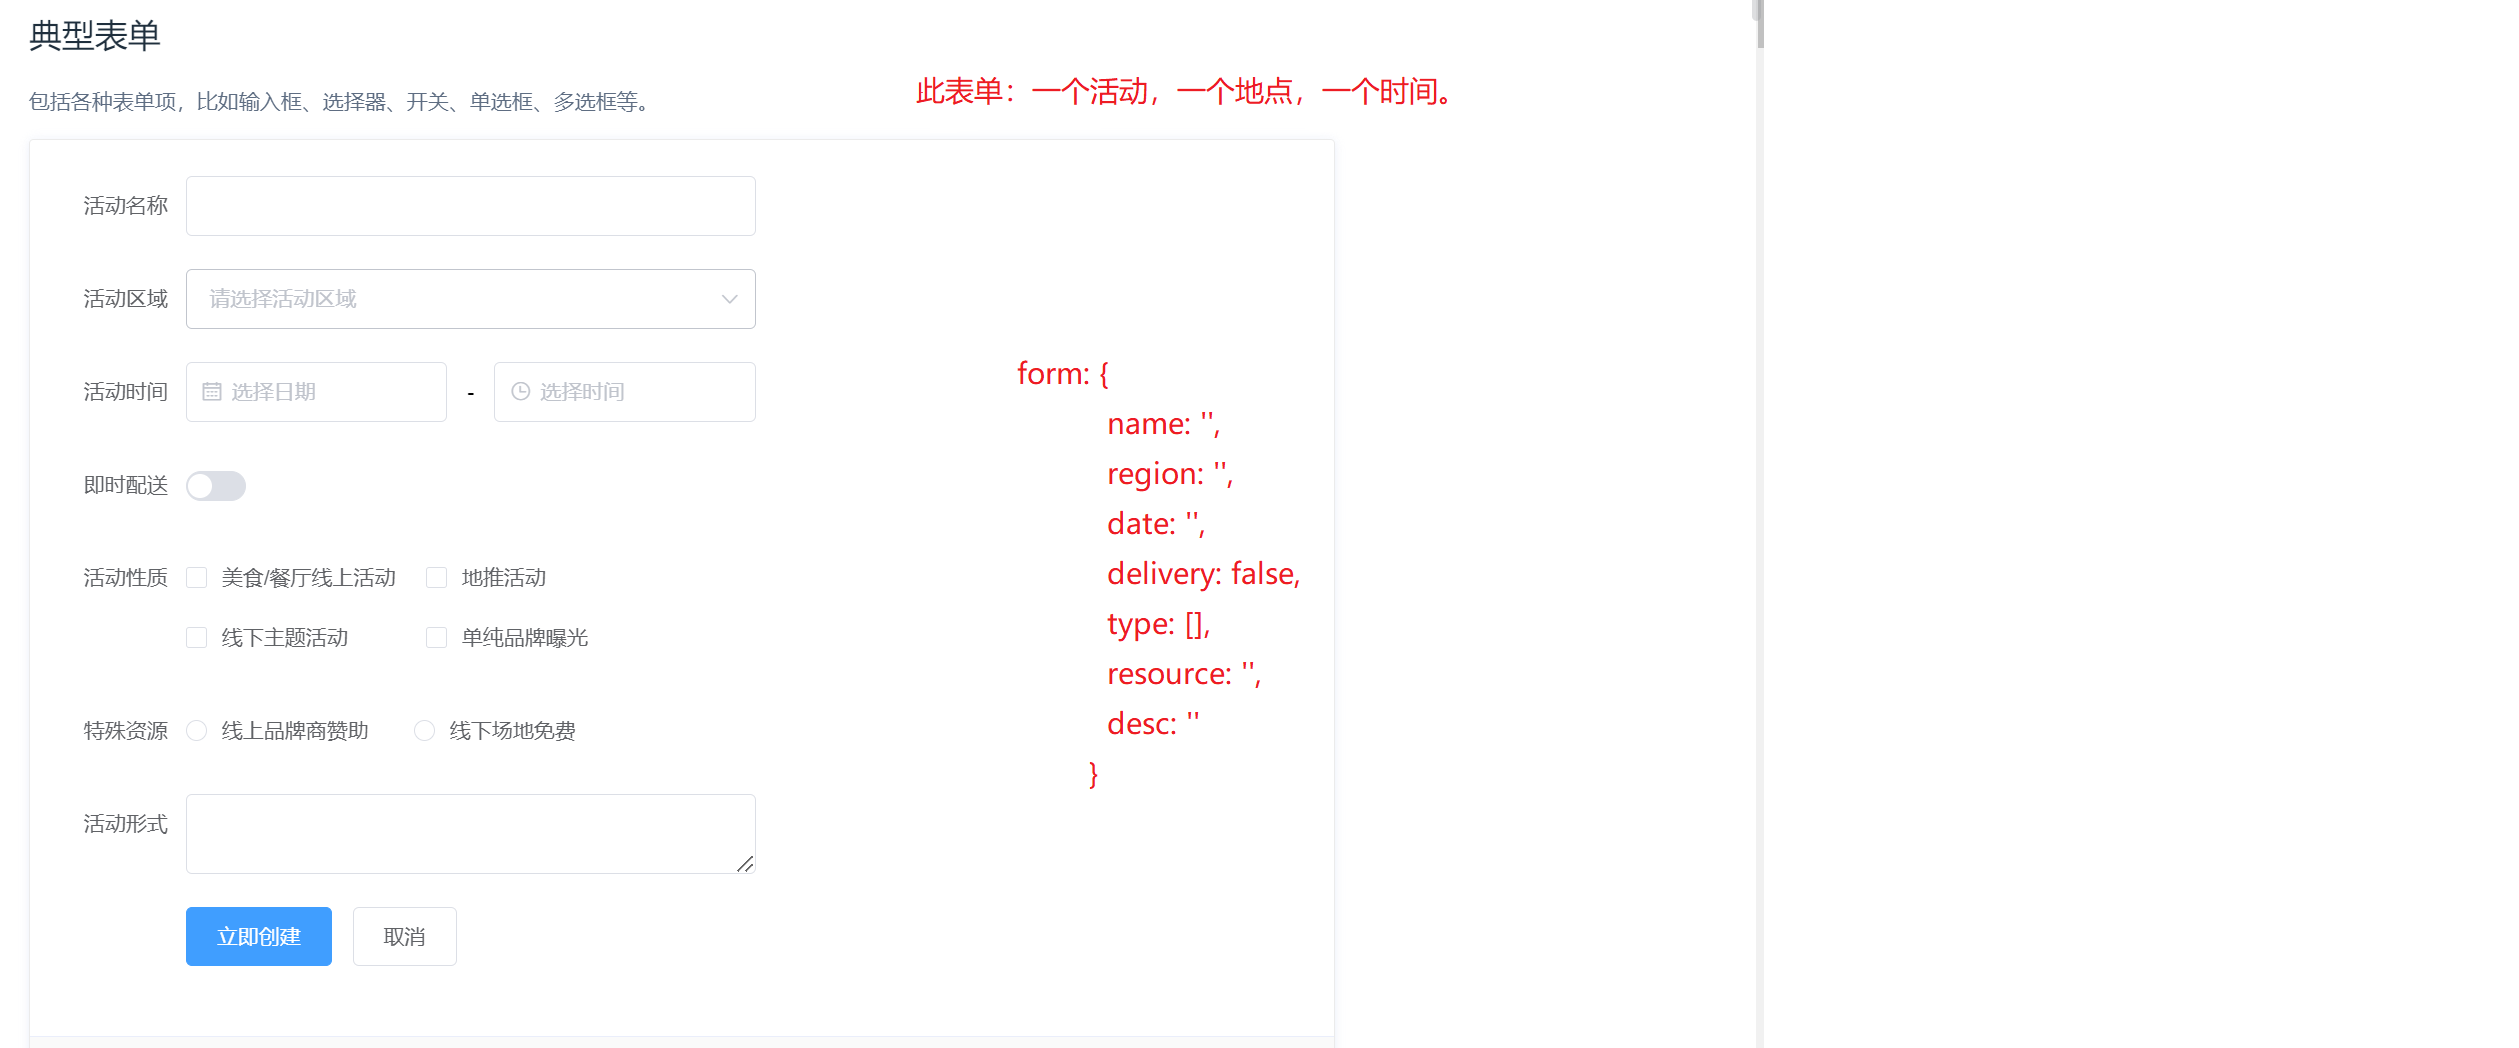 典型表单
包括各种表单项，比如输入框、选择器、开关、单选框、多选框等。
此表单：一个活动，一个地点，一个时间。
活动名称
活动区域 请选择活动区域
活动时间 选择日期 - 选择时间
即时配送
活动性质 美食/餐厅线上活动 地推活动
线下主题活动 单纯品牌曝光
特殊资源 线上品牌商赞助 线下场地免费
活动形式
立即创建 取消
form: {
name: '',
region: '',
date: '',
delivery: false,
type: [],
resource: '',
desc: ''
}